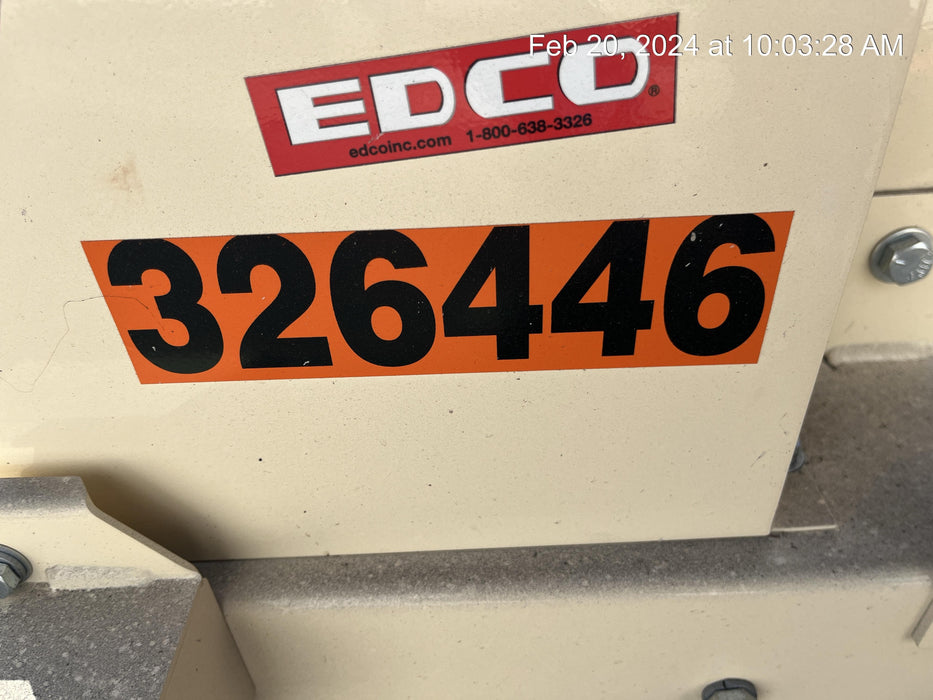 Feb 20, 2024 at 10:03:28 AM
EDCO®
edcoinc.com 1-800-638-3326
326446